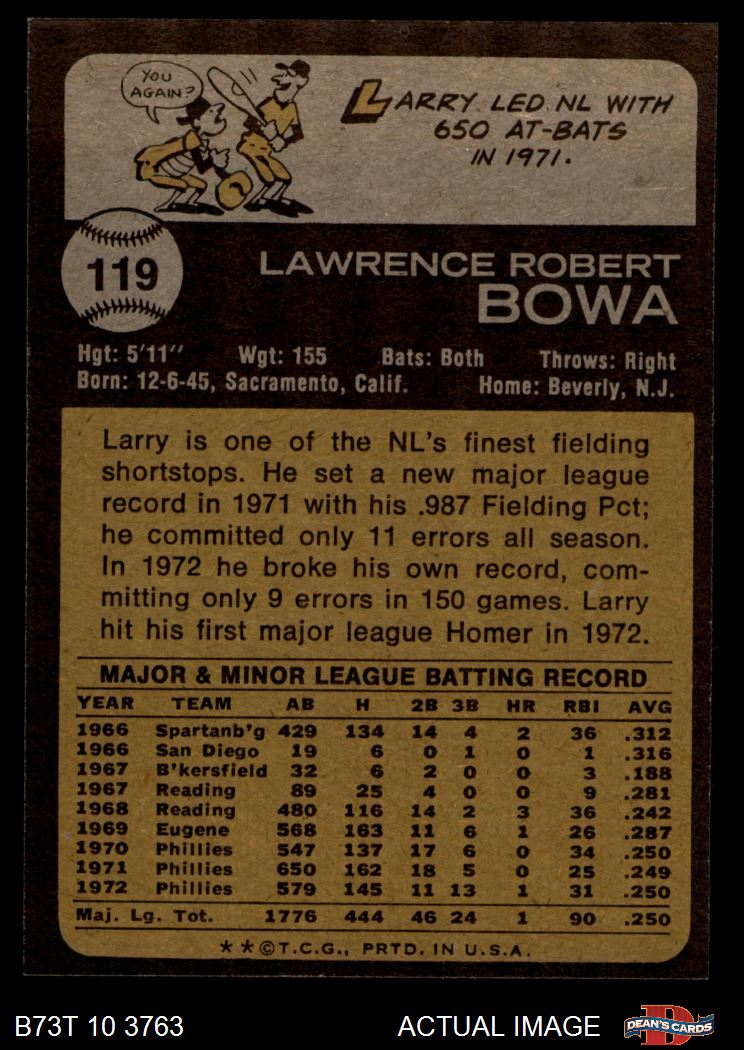 YOU
AGAIN?
LARRY LED NL WITH
650 AT-BATS
IN 1971.
119
LAWRENCE ROBERT
BOWA
Hgt: 5'11" Wgt: 155 Bats: Both Throws: Right
Born: 12-6-45, Sacramento, Calif. Home: Beverly, N.J.
Larry is one of the NL's finest fielding
shortstops. He set a new major league
record in 1971 with his .987 Fielding Pct;
he committed only 11 errors all season.
In 1972 he broke his own record, com-
mitting only 9 errors in 150 games. Larry
hit his first major league Homer in 1972.
MAJOR & MINOR LEAGUE BATTING RECORD
YEAR TEAM AB H 2B 3B HR RBI AVG
1966 Spartanb'g 429 134 14 4 2 36 .312
1966 San Diego 19 6 0 1 0 1 .316
1967 B'kersfield 32 6 2 0 0 3 .188
1967 Reading 89 25 4 0 0 9 .281
1968 Reading 480 116 14 2 3 36 .242
1969 Eugene 568 163 11 6 1 26 .287
1970 Phillies 547 137 17 6 0 34 .250
1971 Phillies 650 162 18 5 0 25 .249
1972 Phillies 579 145 11 13 1 31 .250
Maj. Lg. Tot. 1776 444 46 24 1 90 .250
**©T.C.G., PRTD. IN U.S.A.
B73T 10 3763 ACTUAL IMAGE D DEAN'S CARDS